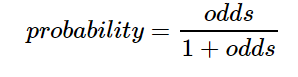 probability = odds / 1 + odds